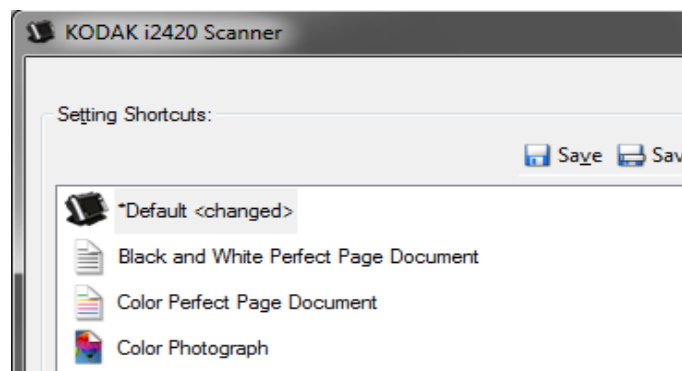 KODAK i2420 Scanner
Setting Shortcuts:
Save Sav
*Default <changed>
Black and White Perfect Page Document
Color Perfect Page Document
Color Photograph